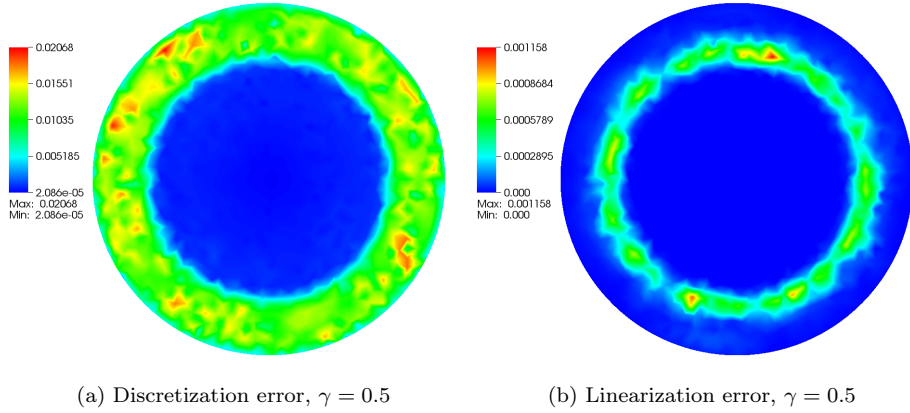 0.02068
0.01551
0.01035
0.005185
2.086e-05
Max: 0.02068
Min: 2.086e-05
0.001158
0.0008684
0.0005789
0.0002895
0.000
Max: 0.001158
Min: 0.000
(a) Discretization error, γ = 0.5
(b) Linearization error, γ = 0.5